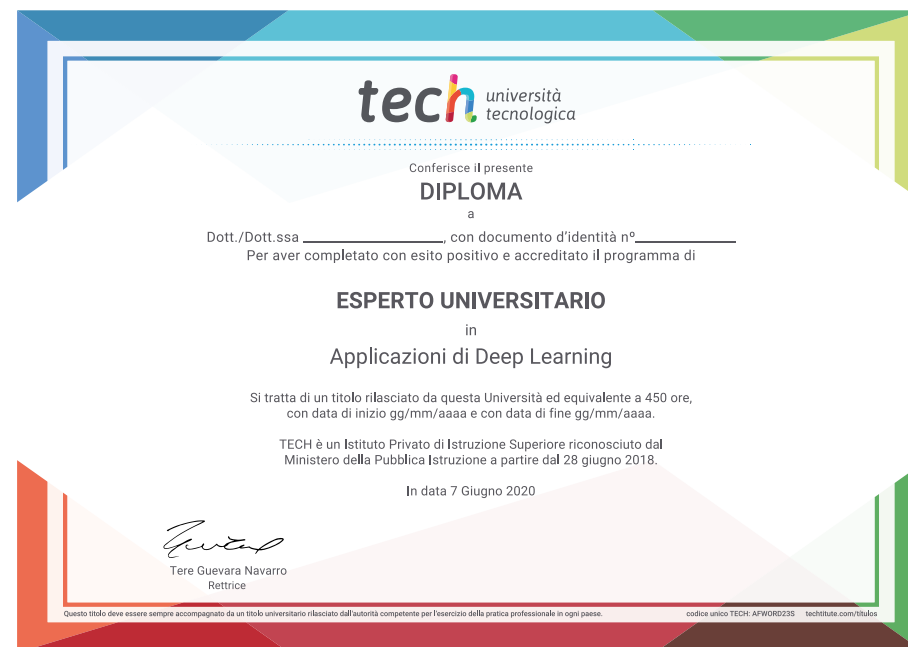 tech università
tecnologica
Conferisce il presente
DIPLOMA
a
Dott./Dott.ssa ____________________, con documento d'identità nº______________
Per aver completato con esito positivo e accreditato il programma di
ESPERTO UNIVERSITARIO
in
Applicazioni di Deep Learning
Si tratta di un titolo rilasciato da questa Università ed equivalente a 450 ore,
con data di inizio gg/mm/aaaa e con data di fine gg/mm/aaaa.
TECH è un Istituto Privato di Istruzione Superiore riconosciuto dal
Ministero della Pubblica Istruzione a partire dal 28 giugno 2018.
In data 7 Giugno 2020
Tere Guevara Navarro
Rettrice
Questo titolo deve essere sempre accompagnato da un titolo universitario rilasciato dall'autorità competente per l'esercizio della pratica professionale in ogni paese. codice unico TECH: AFWORD23S techtitute.com/titulos